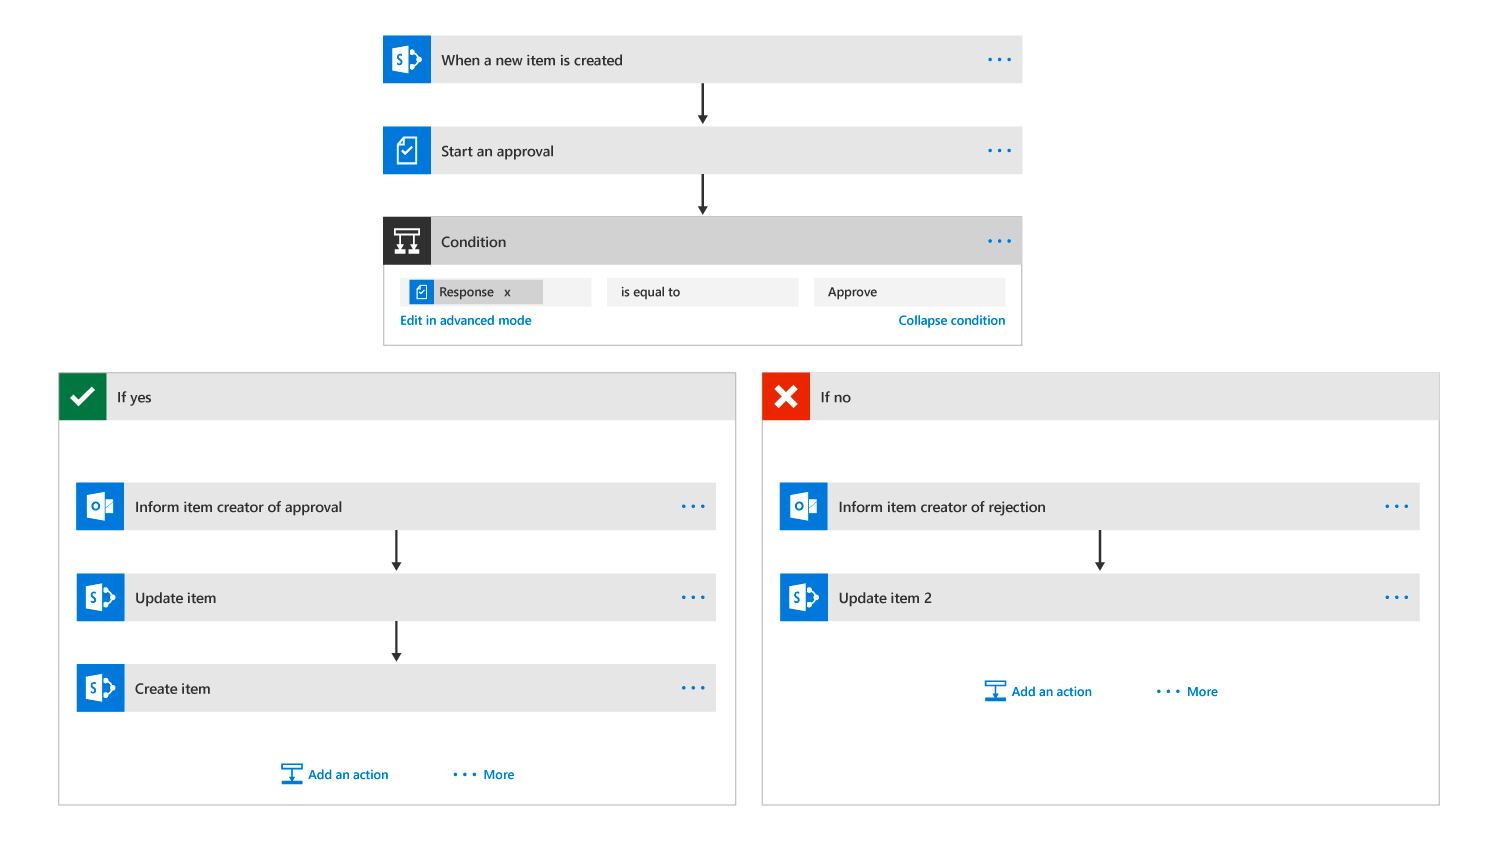 When a new item is created
Start an approval
Condition
Response x is equal to Approve
Edit in advanced mode Collapse condition
If yes
Inform item creator of approval
Update item
Create item
Add an action More
If no
Inform item creator of rejection
Update item 2
Add an action More